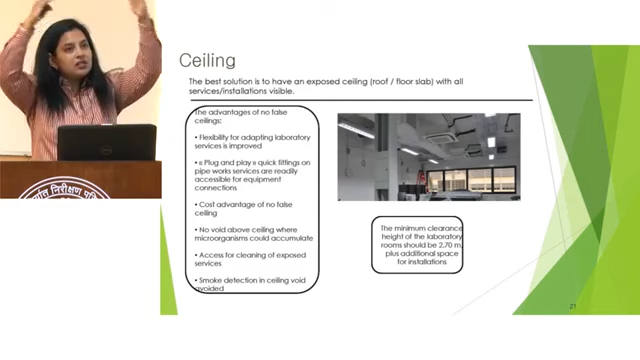 Ceiling
The best solution is to have an exposed ceiling (roof / floor slab) with all
services/installations visible.
The advantages of no false
ceilings:
• Flexibility for adapting laboratory
services is improved
• « Plug and play » quick fittings on
pipe works services are readily
accessible for equipment
connections
• Cost advantage of no false
ceiling
• No void above ceiling where
microorganisms could accumulate
• Access for cleaning of exposed
services
• Smoke detection in ceiling void
avoided
The minimum clearance
height of the laboratory
rooms should be 2,70 m,
plus additional space
for installations
21
निरीक्षण